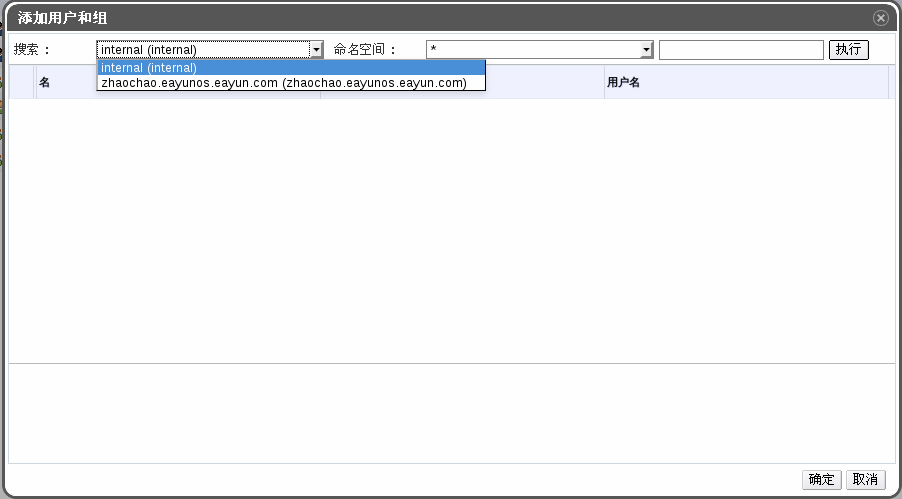 添加用户和组
搜索： internal (internal) 命名空间： * 执行
internal (internal)
zhaochao.eayunos.eayun.com (zhaochao.eayunos.eayun.com)
名 用户名
确定 取消